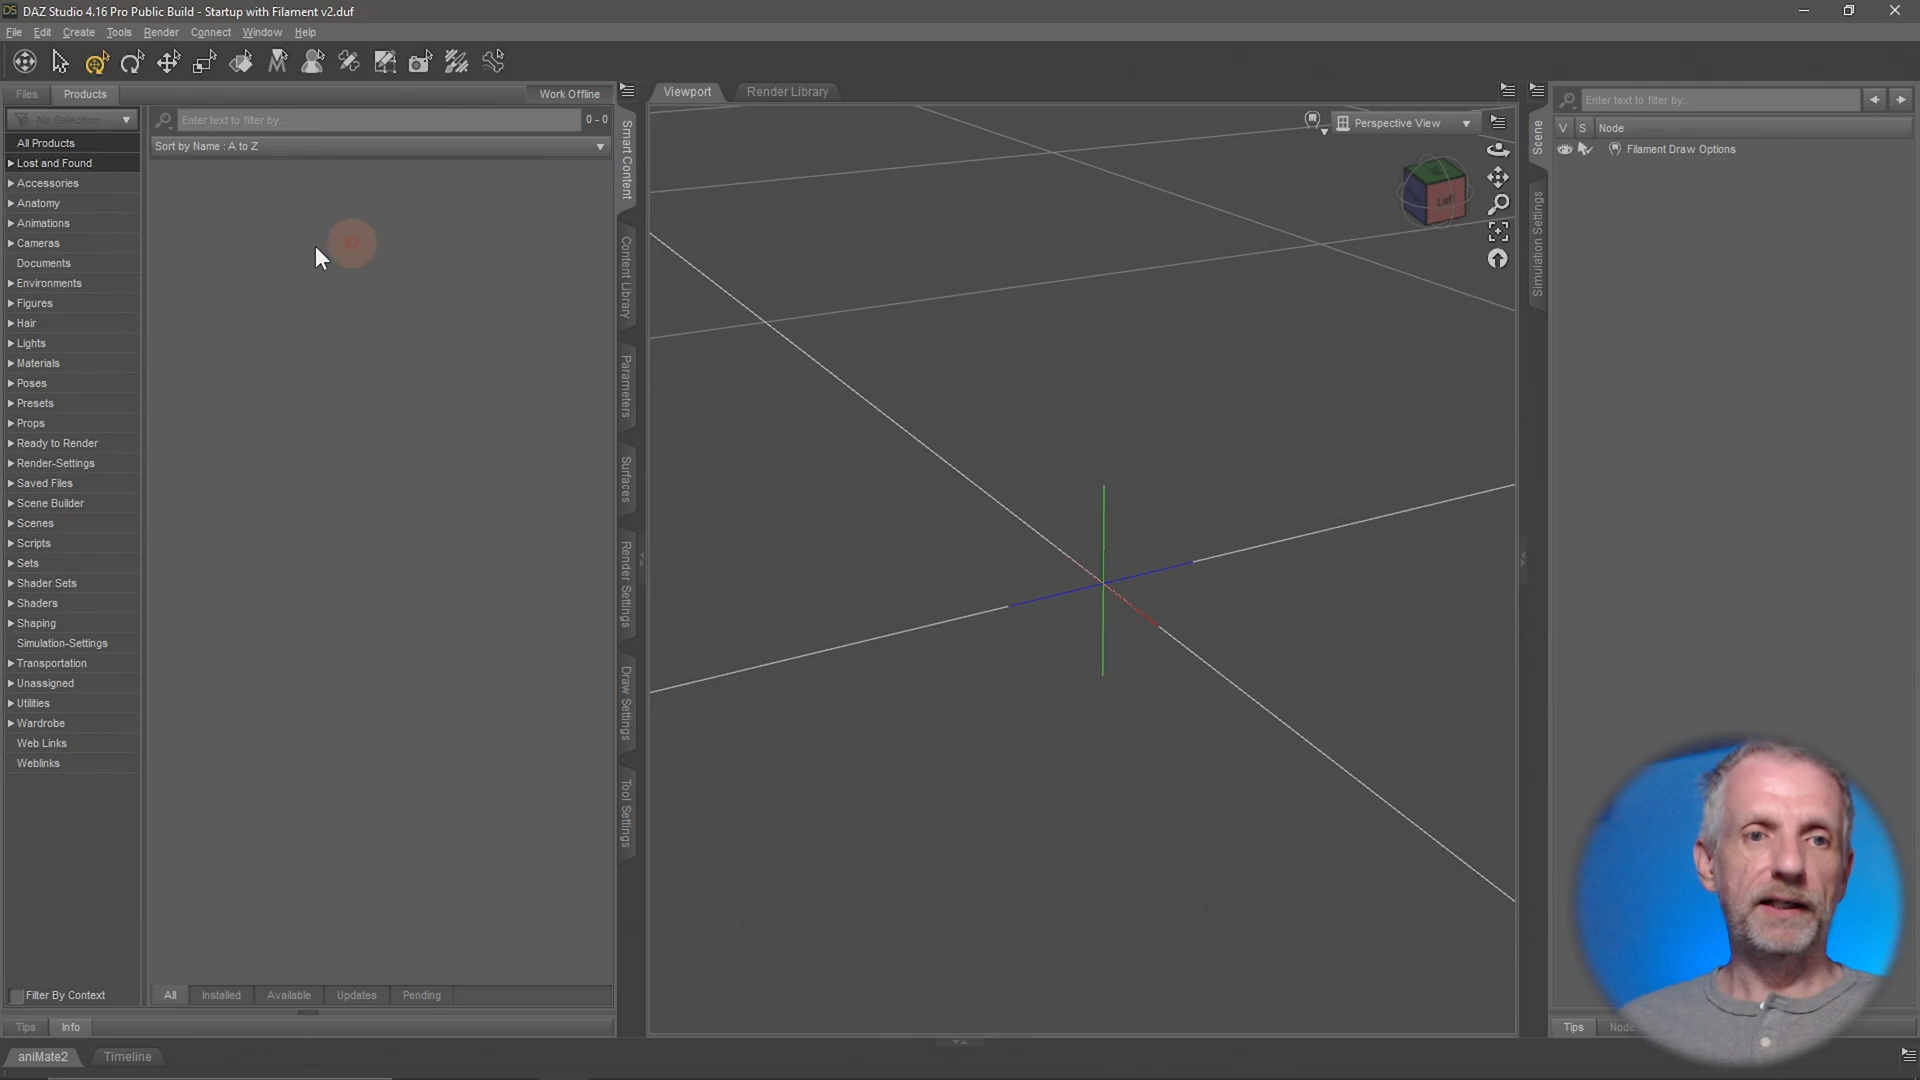 DAZ Studio 4.16 Pro Public Build - Startup with Filament v2.duf
File Edit Create Tools Render Connect Window Help
Files Products Work Offline
No Selection
Enter text to filter by... 0 - 0
Sort by Name : A to Z
All Products
Lost and Found
Accessories
Anatomy
Animations
Cameras
Documents
Environments
Figures
Hair
Lights
Materials
Poses
Presets
Props
Ready to Render
Render-Settings
Saved Files
Scene Builder
Scenes
Scripts
Sets
Shader Sets
Shaders
Shaping
Simulation-Settings
Transportation
Unassigned
Utilities
Wardrobe
Web Links
Weblinks
Filter By Context
All Installed Available Updates Pending
Tips Info
aniMate2 Timeline
Smart Content
Content Library
Parameters
Surfaces
Render Settings
Draw Settings
Tool Settings
Viewport Render Library
Perspective View
Left
Scene
Simulation Settings
Enter text to filter by...
V S Node
Filament Draw Options
Tips Node